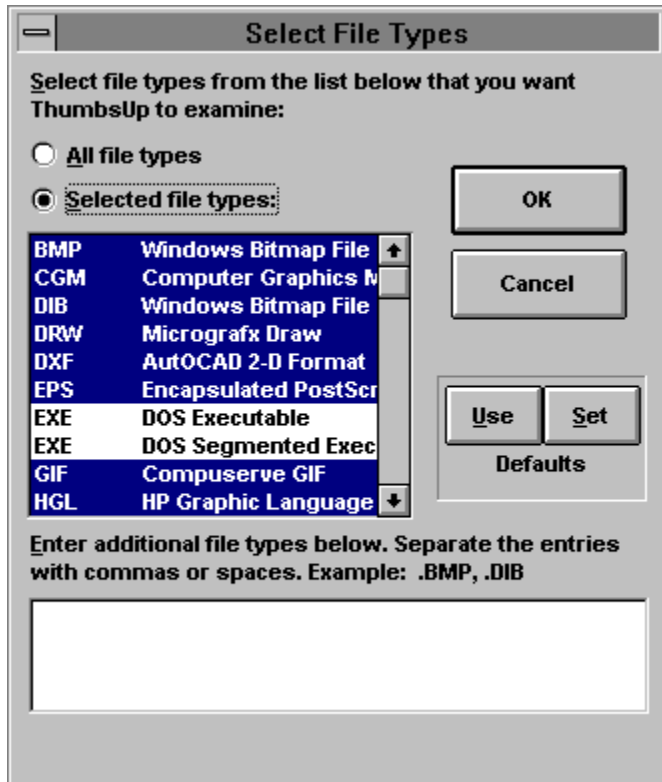 Select File Types
Select file types from the list below that you want
ThumbsUp to examine:
All file types
Selected file types:
OK
Cancel
BMP Windows Bitmap File
CGM Computer Graphics M
DIB Windows Bitmap File
DRW Micrografx Draw
DXF AutOCAD 2-D Format
EPS Encapsulated PostScr
EXE DOS Executable
EXE DOS Segmented Exec
GIF Compuserve GIF
HGL HP Graphic Language
Use Set
Defaults
Enter additional file types below. Separate the entries
with commas or spaces. Example: .BMP, .DIB